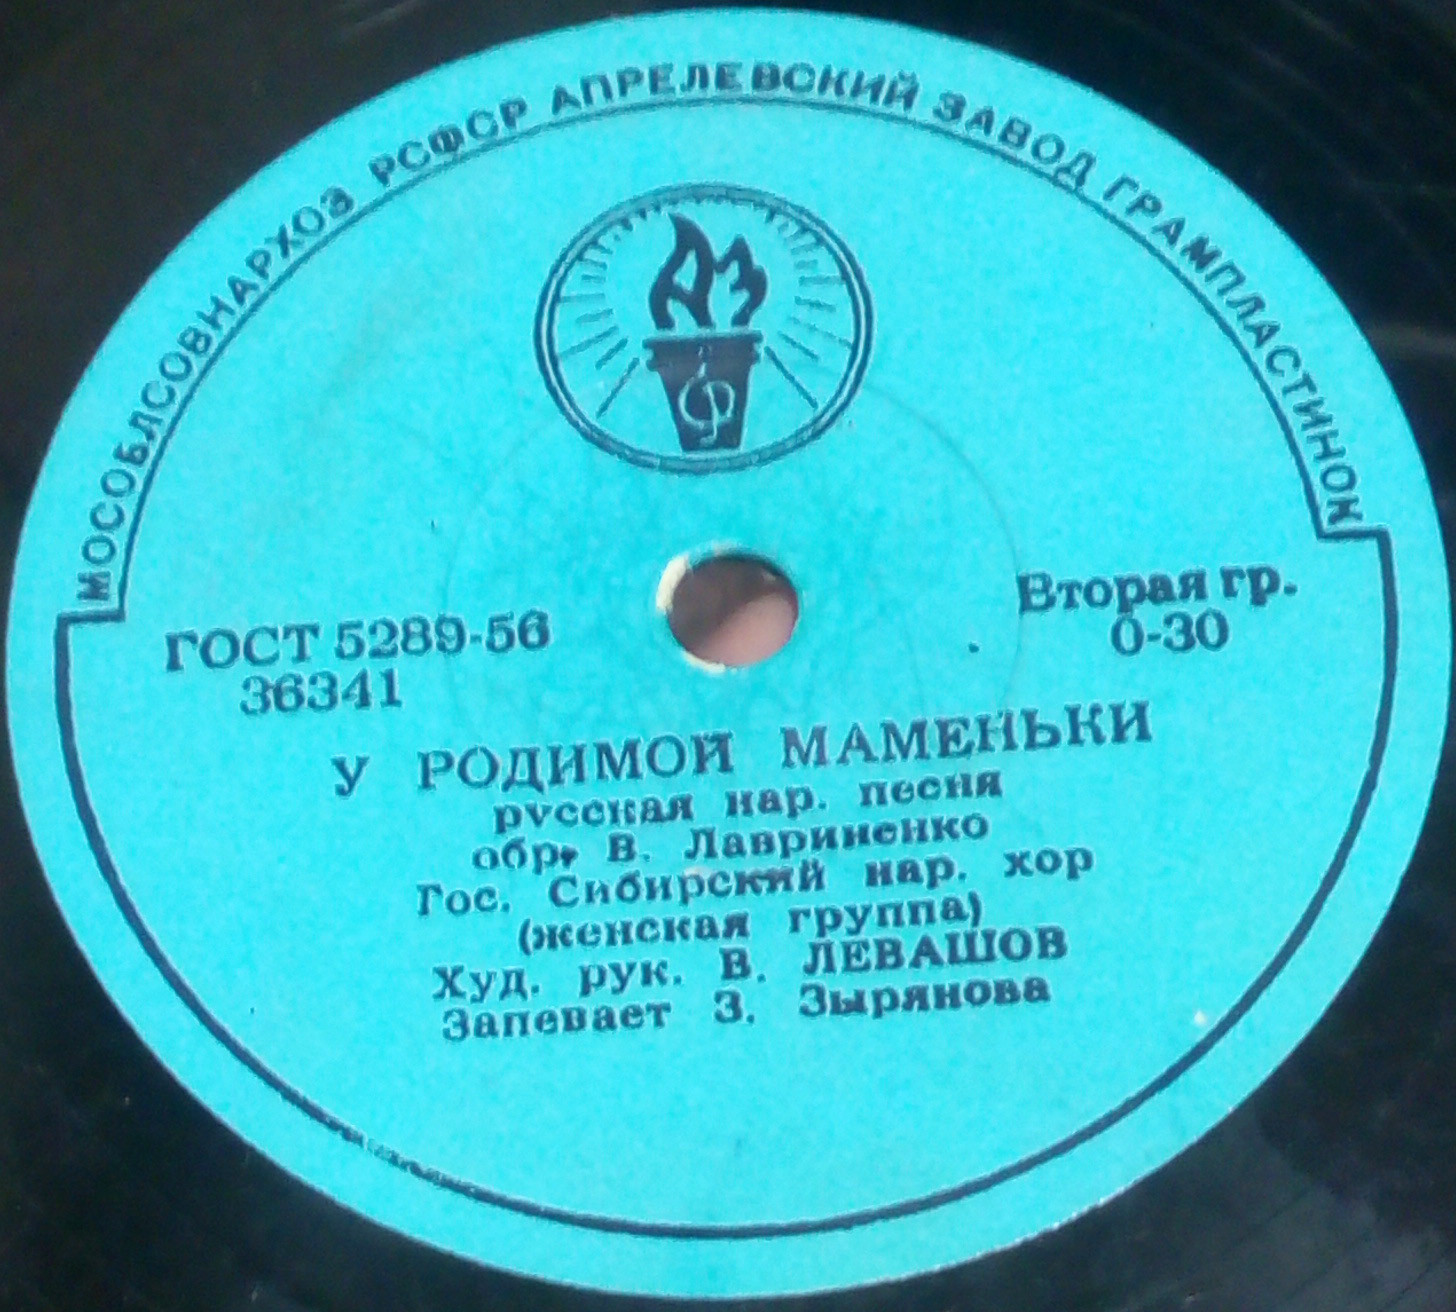 МОСОБЛСОВНАРХОЗ РСФСР АПРЕЛЕВСКИЙ ЗАВОД ГРАМПЛАСТИНОК
АЗ
ГОСТ 5289-56
36341
Вторая гр.
0-30
У РОДИМОЙ МАМЕНЬКИ
русская нар. песня
обр. В. Лавриненко
Гос. Сибирский нар. хор
(женская группа)
Худ. рук. В. ЛЕВАШОВ
Запевает З. Зырянова